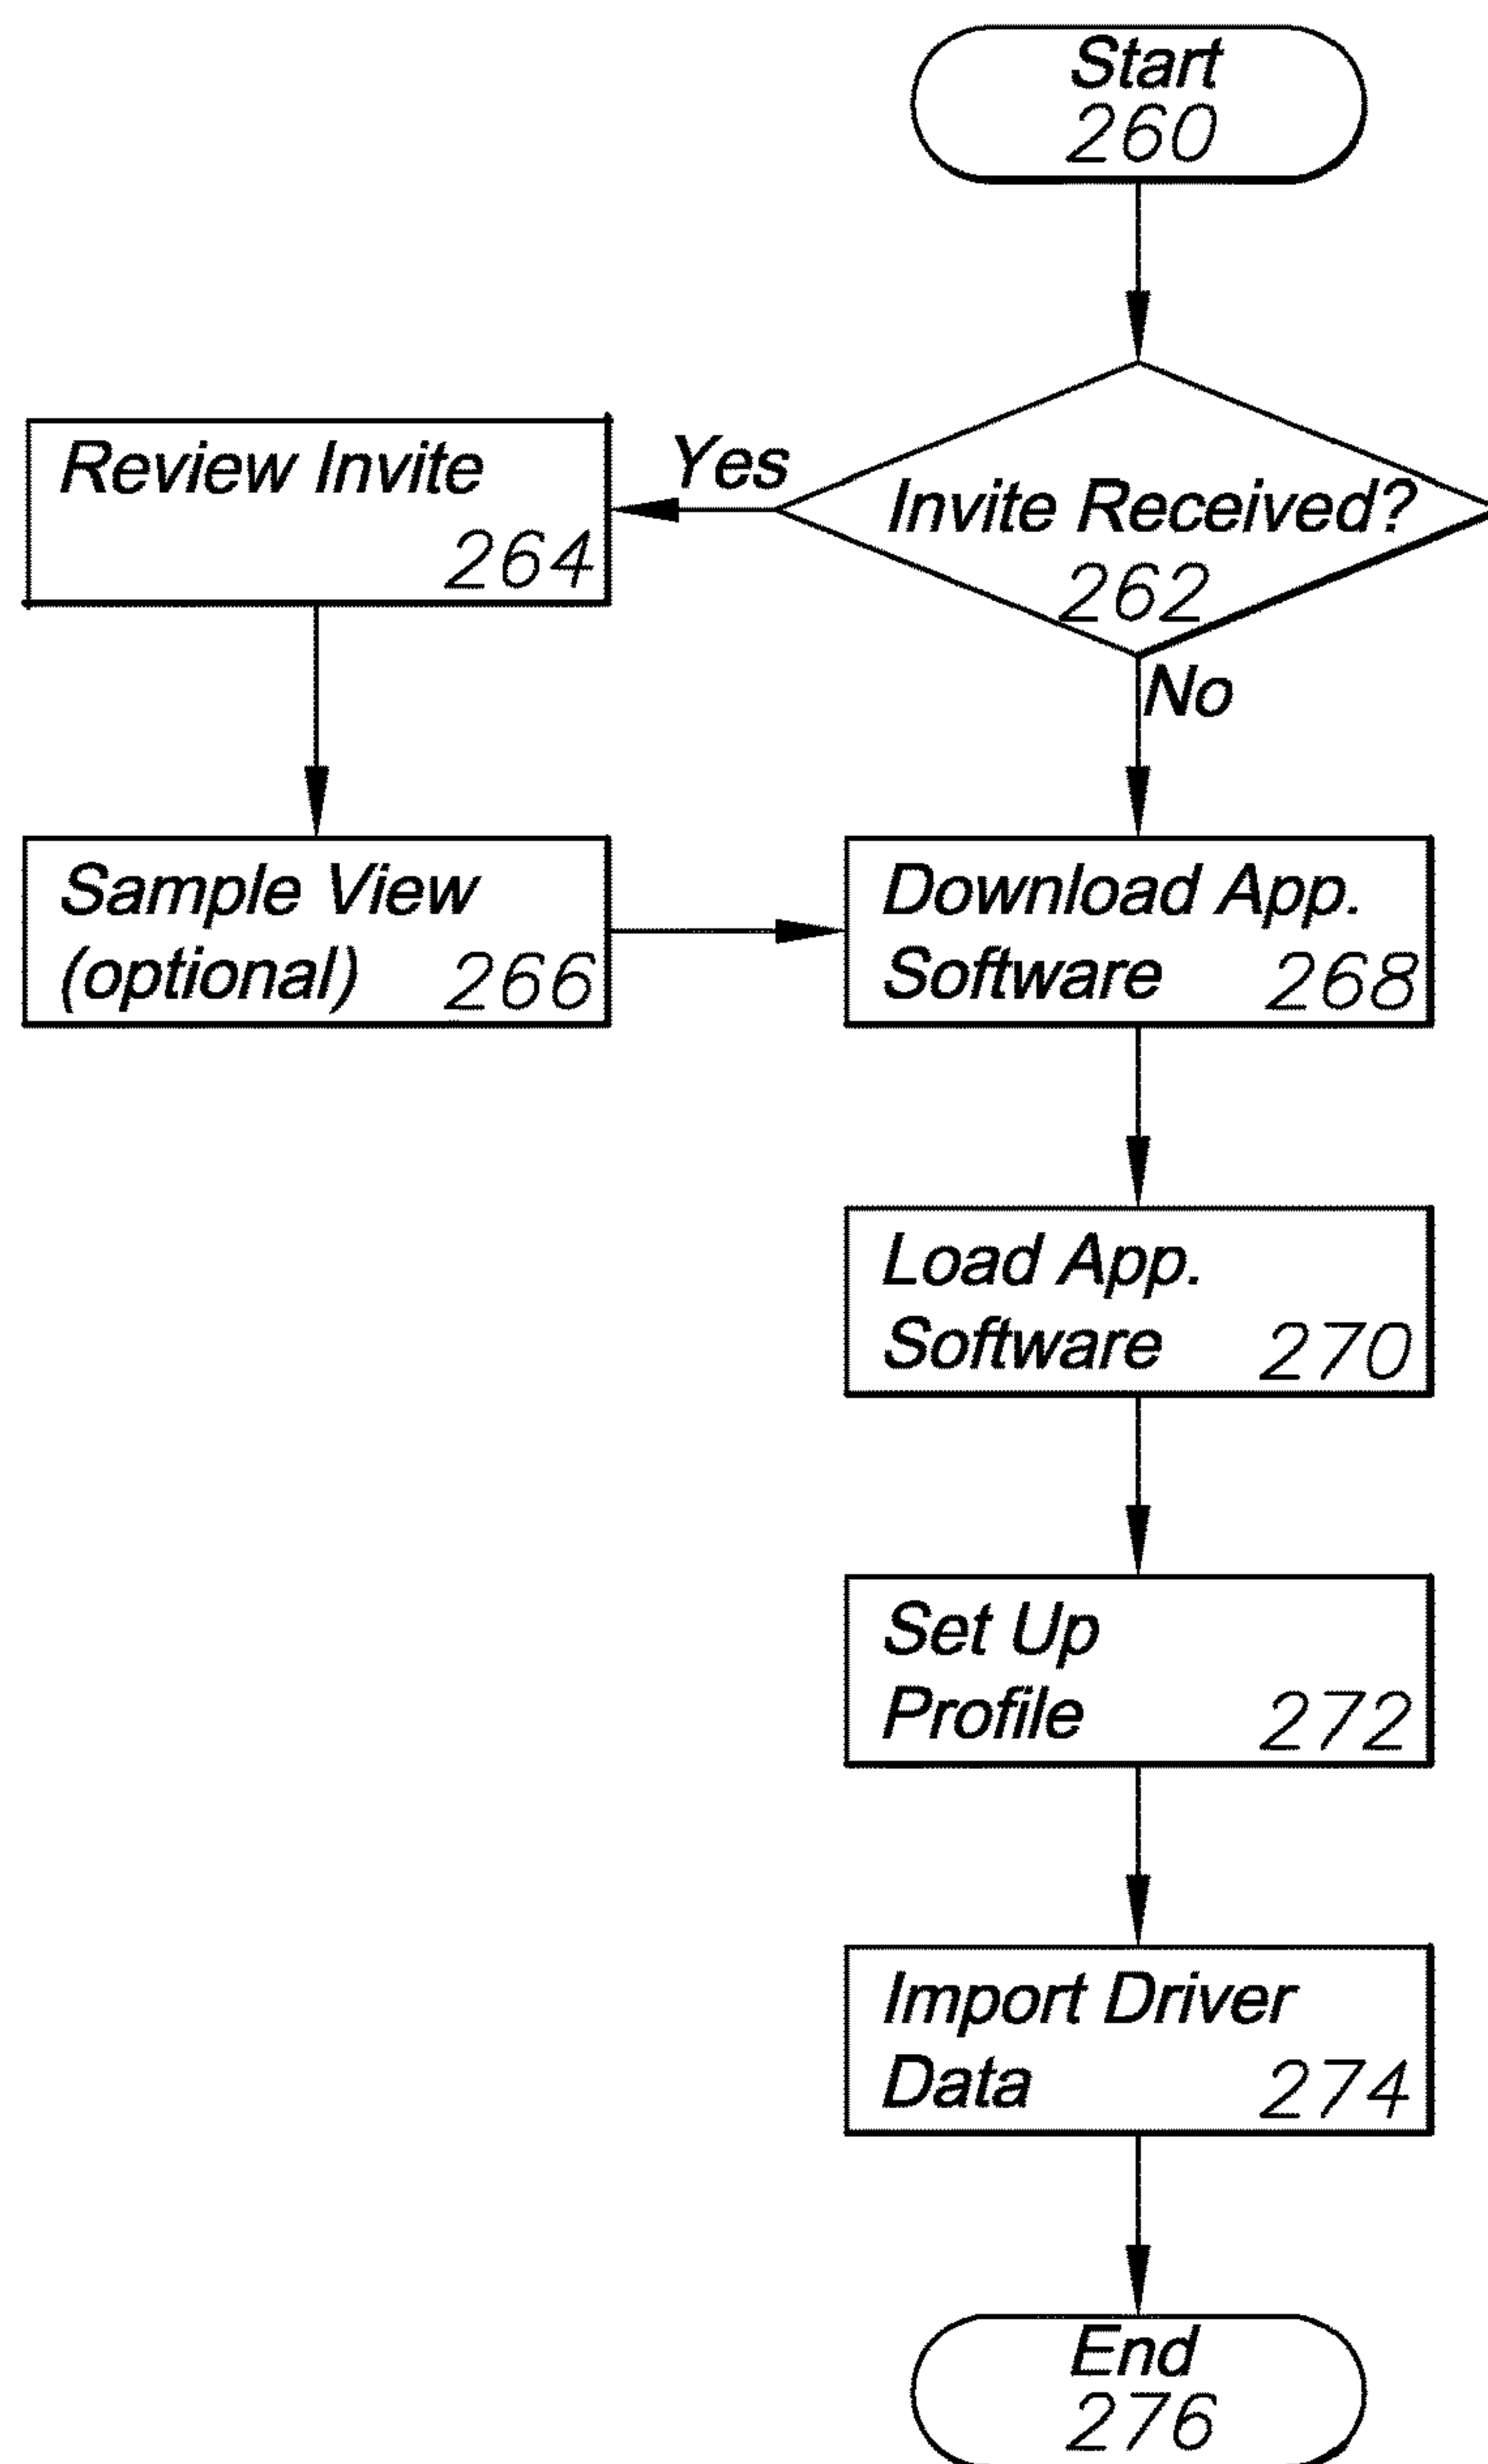 Start
260
Invite Received?
262
Yes
No
Review Invite
264
Sample View
(optional) 266
Download App.
Software 268
Load App.
Software 270
Set Up
Profile 272
Import Driver
Data 274
End
276